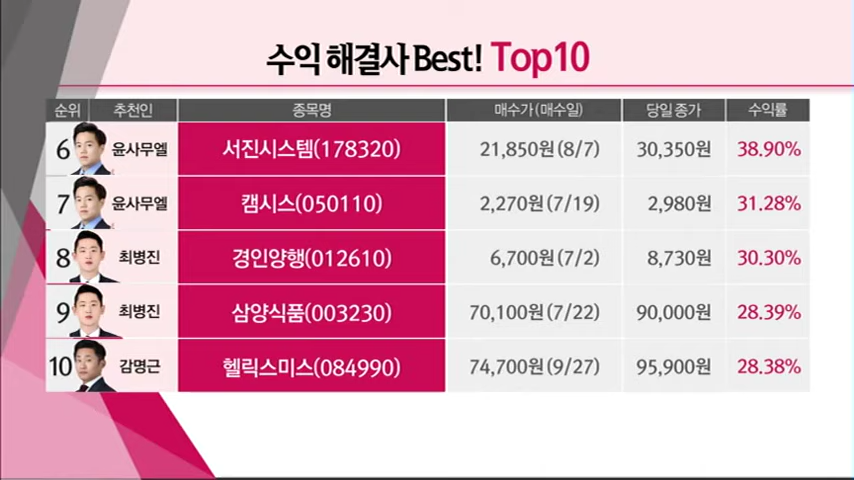 수익 해결사 Best! Top10
순위 추천인 종목명 매수가 (매수일) 당일 종가 수익률
6 윤사무엘 서진시스템(178320) 21,850원 (8/7) 30,350원 38.90%
7 윤사무엘 캠시스(050110) 2,270원 (7/19) 2,980원 31.28%
8 최병진 경인양행(012610) 6,700원 (7/2) 8,730원 30.30%
9 최병진 삼양식품(003230) 70,100원 (7/22) 90,000원 28.39%
10 감명근 헬릭스미스(084990) 74,700원 (9/27) 95,900원 28.38%